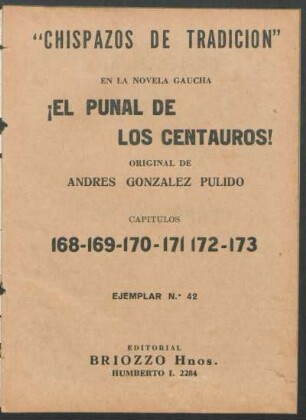 "CHISPAZOS DE TRADICION"
EN LA NOVELA GAUCHA
¡EL PUNAL DE
LOS CENTAUROS!
ORIGINAL DE
ANDRES GONZALEZ PULIDO
CAPITULOS
168-169-170-171 172-173
EJEMPLAR N.° 42
EDITORIAL
BRIOZZO Hnos.
HUMBERTO I. 2284